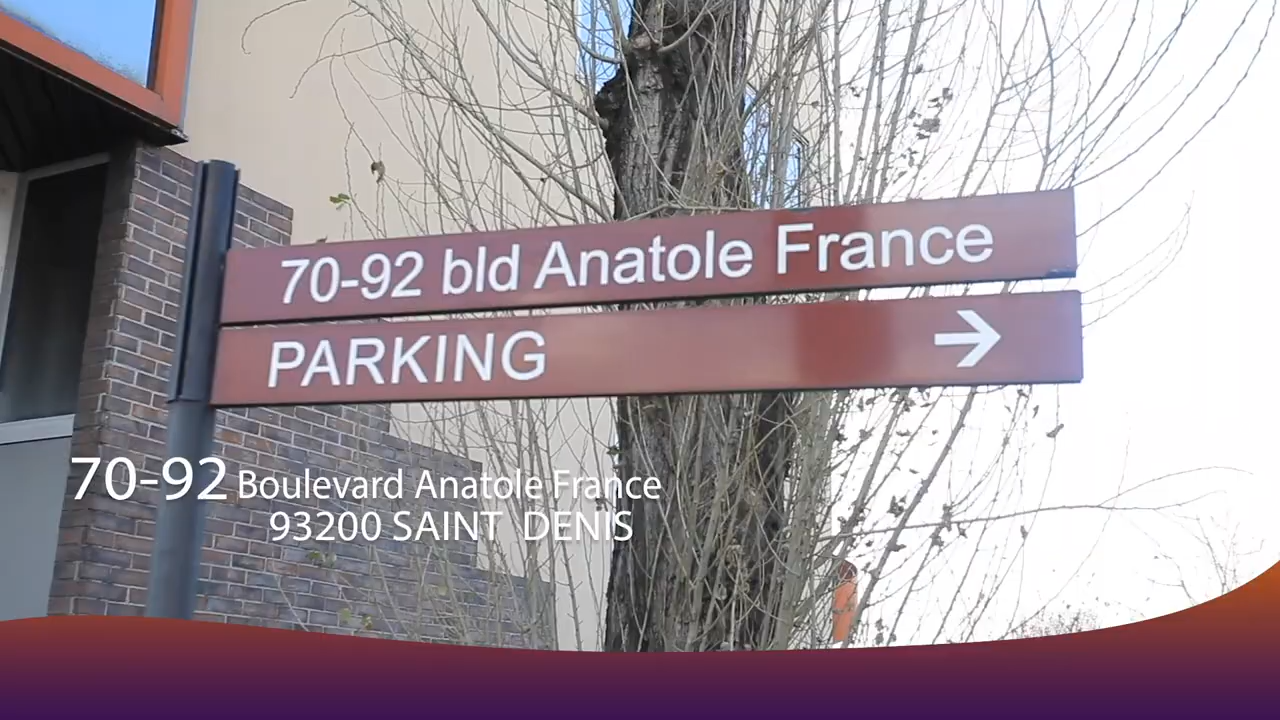 70-92 bld Anatole France
PARKING
70-92 Boulevard Anatole France
93200 SAINT DENIS